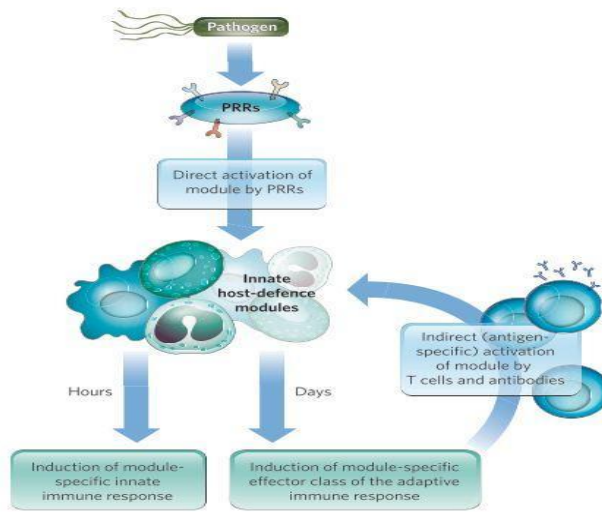 Pathogen
PRRs
Direct activation of
module by PRRs
Innate
host-defence
modules
Indirect (antigen-
specific) activation
of module by
T cells and antibodies
Hours
Days
Induction of module-
specific innate
immune response
Induction of module-specific
effector class of the adaptive
immune response